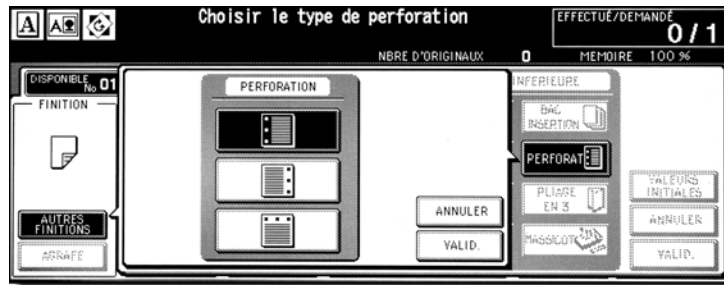 A A
Choisir le type de perforation
EFFECTUÉ/DEMANDÉ
0 / 1
NBRE D'ORIGINAUX 0 MEMOIRE 100 %
DISPONIBLE
No 01
FINITION
AUTRES
FINITIONS
AGRAFE
PERFORATION
ANNULER
VALID.
INFERIEURE
BAC
INSERTION
PERFORAT
PLIAGE
EN 3
MASSICOT
VALEURS
INITIALES
ANNULER
VALID.